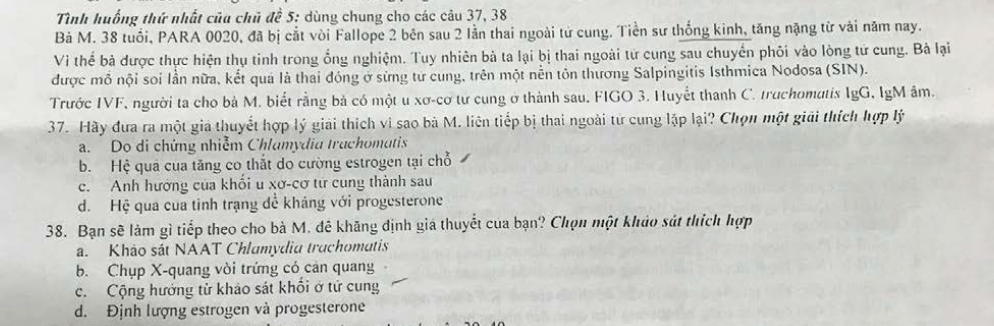 Tình huống thứ nhất của chủ đề 5: dùng chung cho các câu 37, 38
Bà M. 38 tuổi, PARA 0020, đã bị cắt vòi Fallope 2 bên sau 2 lần thai ngoài tử cung. Tiền sư thống kinh, tăng nặng từ vài năm nay.
Vì thế bà được thực hiện thụ tinh trong ống nghiệm. Tuy nhiên bà ta lại bị thai ngoài tử cung sau chuyển phôi vào lòng tử cung. Bà lại
được mổ nội soi lần nữa, kết quả là thai đóng ở sừng tử cung, trên một nền tổn thương Salpingitis Isthmica Nodosa (SIN).
Trước IVF, người ta cho bà M. biết rằng bà có một u xơ-cơ tử cung ở thành sau, FIGO 3. Huyết thanh C. trachomatis IgG, IgM âm.
37. Hãy đưa ra một giả thuyết hợp lý giải thích vì sao bà M. liên tiếp bị thai ngoài tử cung lặp lại? Chọn một giải thích hợp lý
a. Do di chứng nhiễm Chlamydia trachomatis
b. Hệ quả của tăng co thắt do cường estrogen tại chỗ
c. Ảnh hưởng của khối u xơ-cơ tử cung thành sau
d. Hệ quả của tình trạng đề kháng với progesterone
38. Bạn sẽ làm gì tiếp theo cho bà M. để khẳng định giả thuyết của bạn? Chọn một khảo sát thích hợp
a. Khảo sát NAAT Chlamydia trachomatis
b. Chụp X-quang vòi trứng có cản quang
c. Cộng hưởng từ khảo sát khối ở tử cung
d. Định lượng estrogen và progesterone